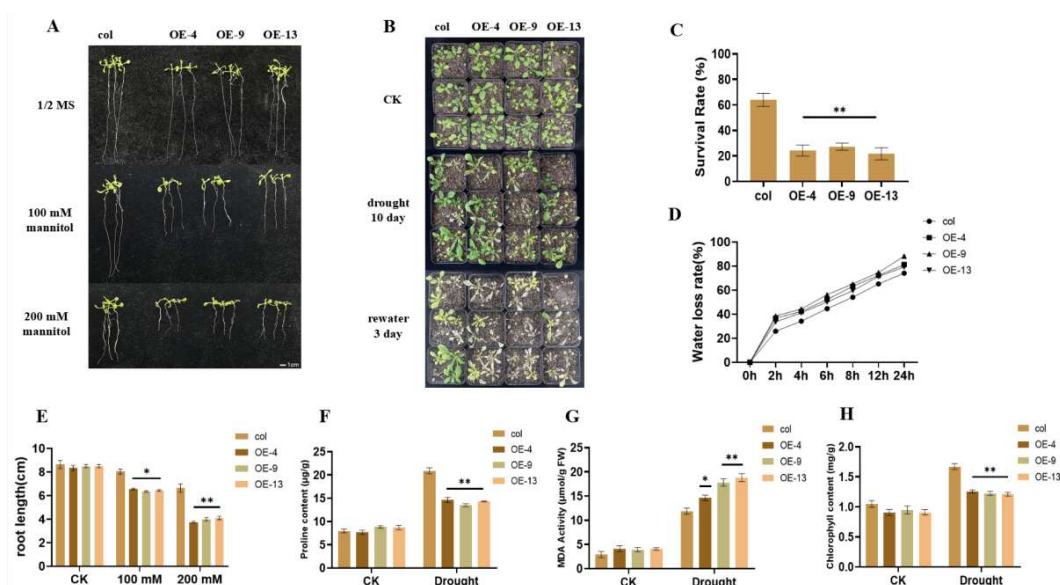 A
col OE-4 OE-9 OE-13
1/2 MS
100 mM
mannitol
200 mM
mannitol
1cm
B
col OE-4 OE-9 OE-13
CK
drought
10 day
rewater
3 day
C
Survival Rate (%)
100
80
60
40
20
0
**
col OE-4 OE-9 OE-13
D
Water loss rate(%)
100
80
60
40
20
0
0h 2h 4h 6h 8h 12h 24h
col
OE-4
OE-9
OE-13
E
root length(cm)
10
8
6
4
2
0
* **
CK 100 mM 200 mM
col
OE-4
OE-9
OE-13
F
Proline content (μg/g)
25
20
15
10
5
0
**
CK Drought
col
OE-4
OE-9
OE-13
G
MDA Activity (μmol/g FW)
25
20
15
10
5
0
* **
CK Drought
col
OE-4
OE-9
OE-13
H
Chlorophyll content (mg/g)
2.0
1.5
1.0
0.5
0.0
**
CK Drought
col
OE-4
OE-9
OE-13